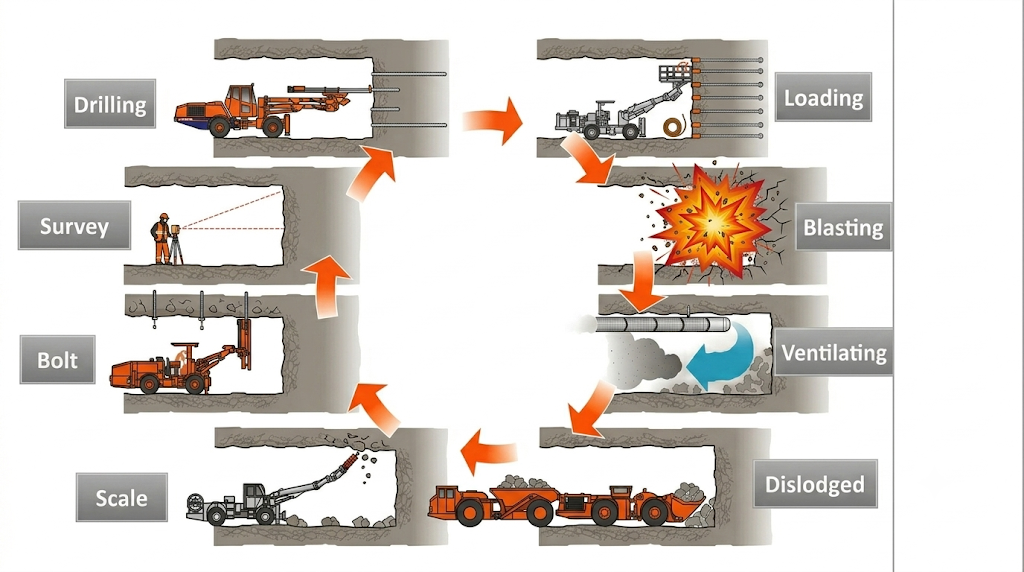 Drilling
Loading
Survey
Blasting
Bolt
Ventilating
Scale
Dislodged